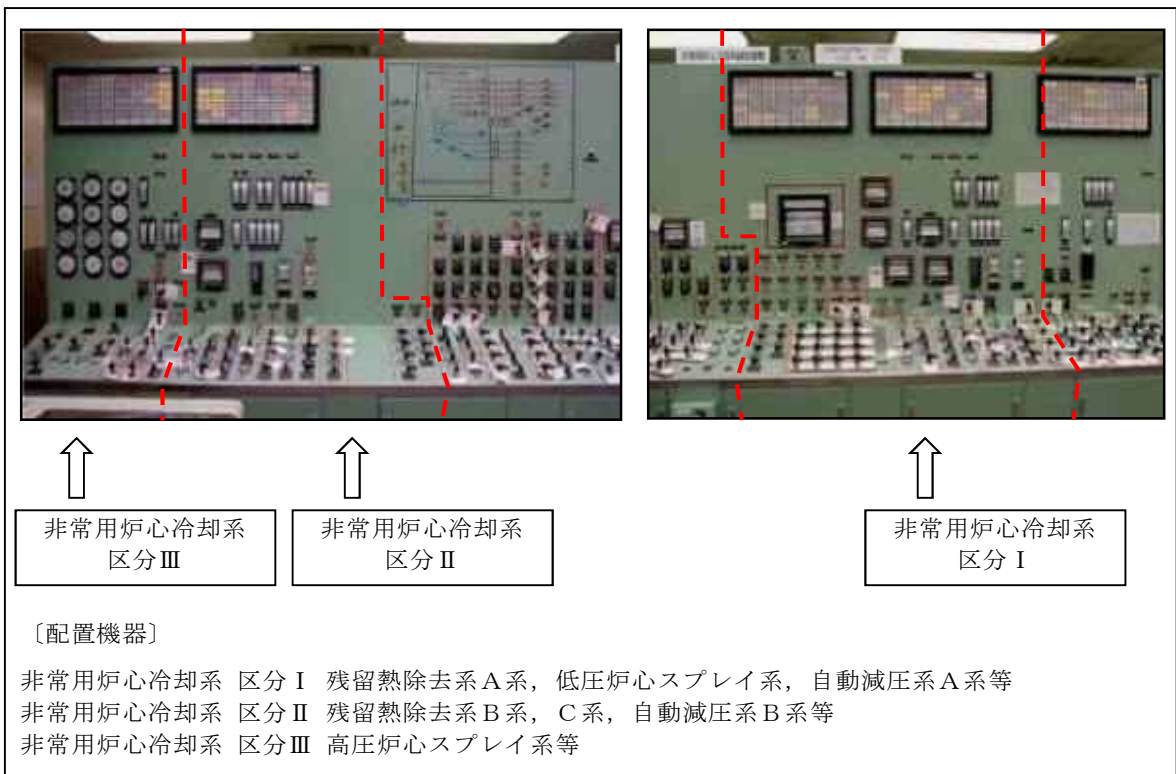 非常用炉心冷却系
区分Ⅲ
非常用炉心冷却系
区分Ⅱ
非常用炉心冷却系
区分Ⅰ
〔配置機器〕
非常用炉心冷却系 区分Ⅰ 残留熱除去系A系，低圧炉心スプレイ系，自動減圧系A系等
非常用炉心冷却系 区分Ⅱ 残留熱除去系B系，C系，自動減圧系B系等
非常用炉心冷却系 区分Ⅲ 高圧炉心スプレイ系等